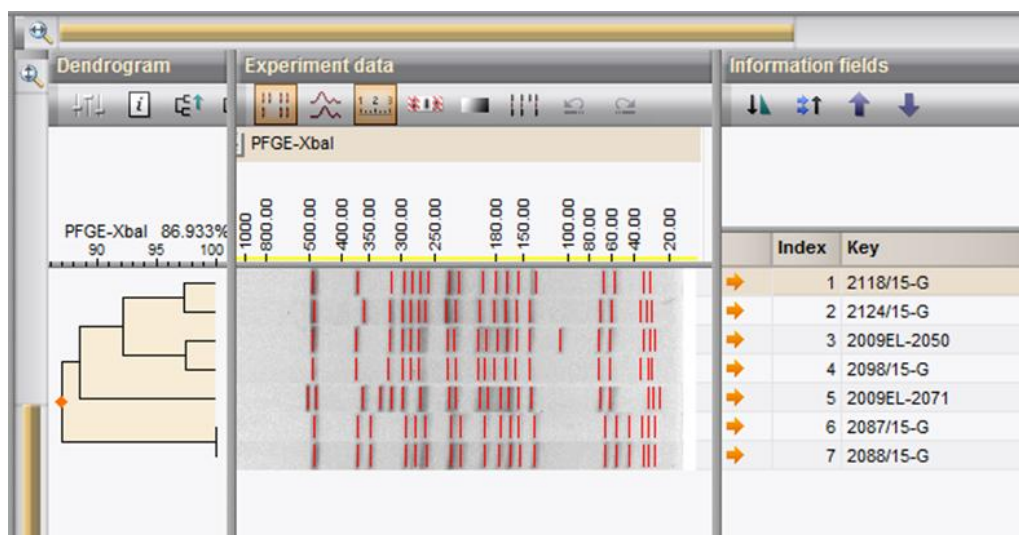 Dendrogram
Experiment data
Information fields
PFGE-XbaI
PFGE-XbaI 86.933%
90 95 100
1000 800.00 500.00 400.00 350.00 300.00 250.00 180.00 150.00 100.00 80.00 60.00 40.00 20.00
Index Key
1 2118/15-G
2 2124/15-G
3 2009EL-2050
4 2098/15-G
5 2009EL-2071
6 2087/15-G
7 2088/15-G